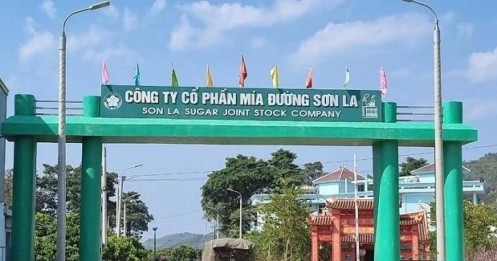 CÔNG TY CỔ PHẦN MÍA ĐƯỜNG SƠN LA
SON LA SUGAR JOINT STOCK COMPANY